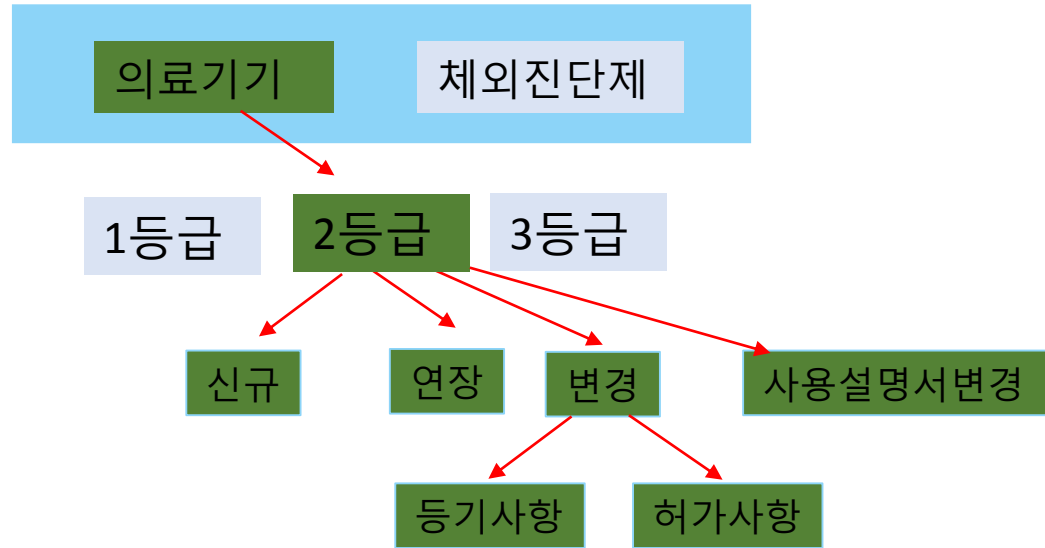 의료기기
체외진단제
1등급
2등급
3등급
신규
연장
변경
사용설명서변경
등기사항
허가사항